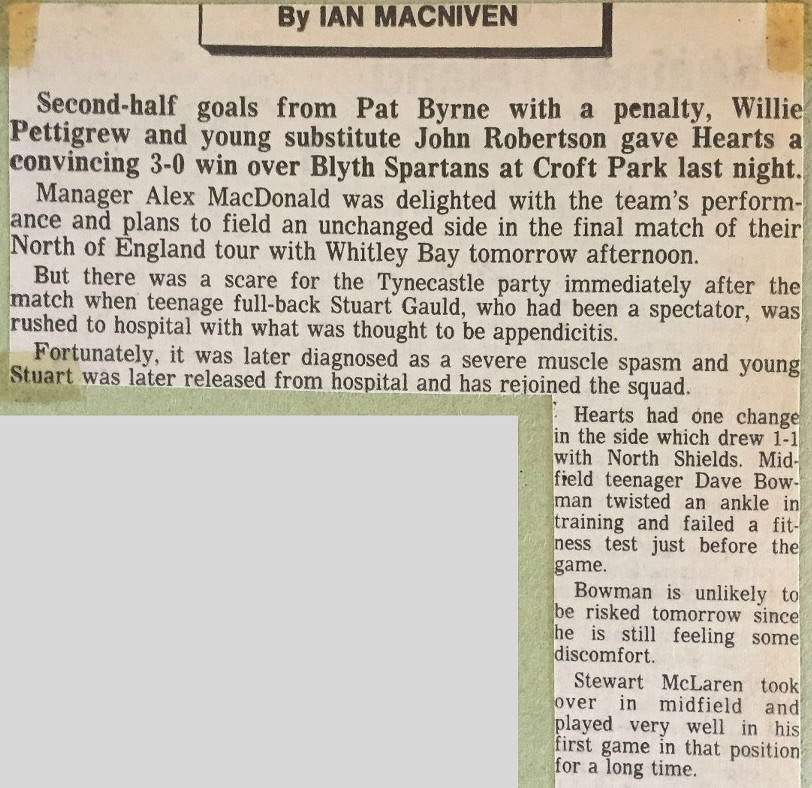 By IAN MACNIVEN
Second-half goals from Pat Byrne with a penalty, Willie
Pettigrew and young substitute John Robertson gave Hearts a
convincing 3-0 win over Blyth Spartans at Croft Park last night.
Manager Alex MacDonald was delighted with the team's perform-
ance and plans to field an unchanged side in the final match of their
North of England tour with Whitley Bay tomorrow afternoon.
But there was a scare for the Tynecastle party immediately after the
match when teenage full-back Stuart Gauld, who had been a spectator, was
rushed to hospital with what was thought to be appendicitis.
Fortunately, it was later diagnosed as a severe muscle spasm and young
Stuart was later released from hospital and has rejoined the squad.
Hearts had one change
in the side which drew 1-1
with North Shields. Mid-
field teenager Dave Bow-
man twisted an ankle in
training and failed a fit-
ness test just before the
game.
Bowman is unlikely to
be risked tomorrow since
he is still feeling some
discomfort.
Stewart McLaren took
over in midfield and
played very well in his
first game in that position
for a long time.